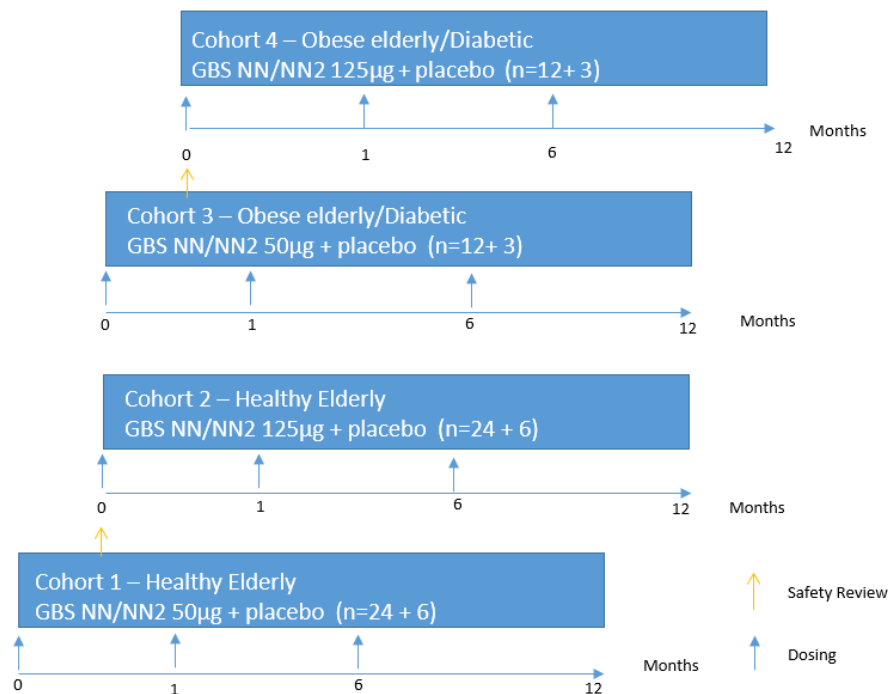 Cohort 4 – Obese elderly/Diabetic
GBS NN/NN2 125µg + placebo (n=12+ 3)
0
1
6
12
Months
Cohort 3 – Obese elderly/Diabetic
GBS NN/NN2 50µg + placebo (n=12+ 3)
0
1
6
12
Months
Cohort 2 – Healthy Elderly
GBS NN/NN2 125µg + placebo (n=24 + 6)
0
1
6
12
Months
Cohort 1 – Healthy Elderly
GBS NN/NN2 50µg + placebo (n=24 + 6)
0
1
6
12
Months
Safety Review
Dosing